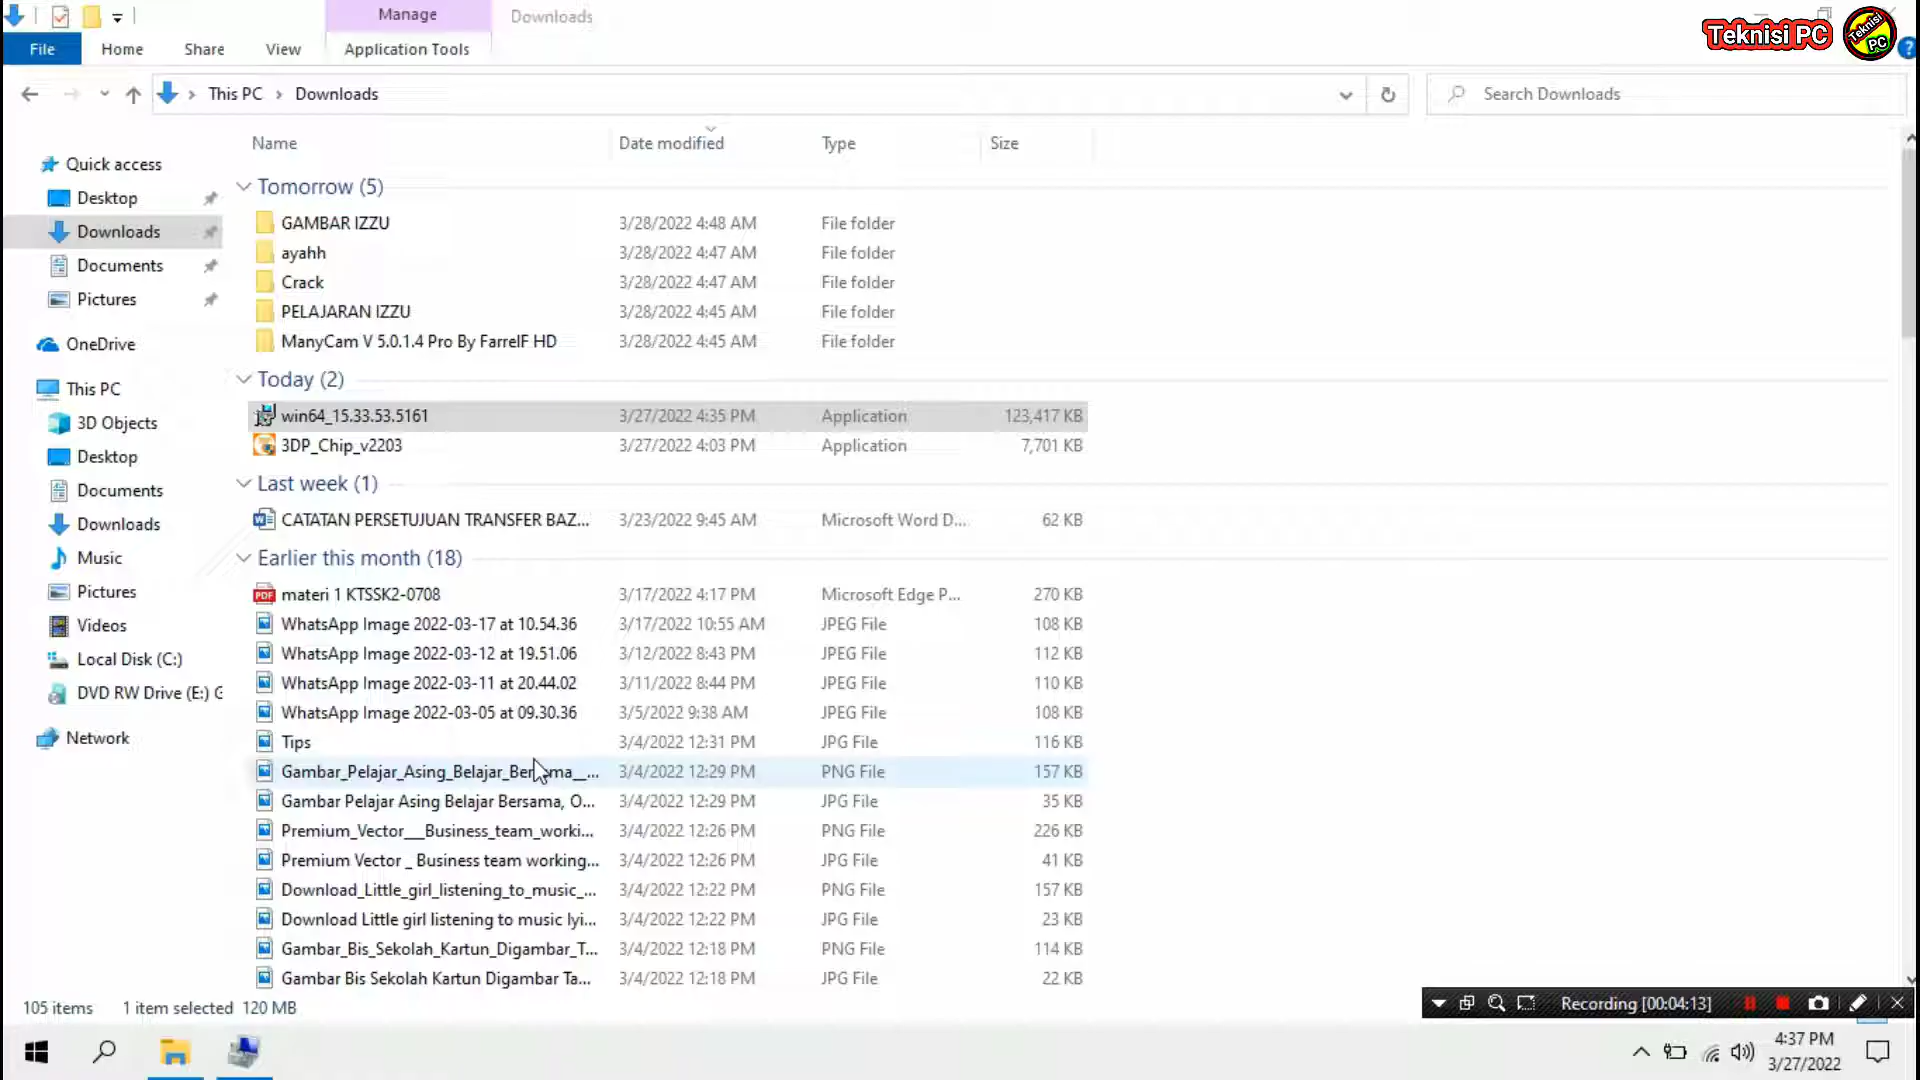 Manage
Downloads
Teknisi PC
Teknisi PC
File
Home
Share
View
Application Tools
?
This PC
Downloads
Search Downloads
Name
Date modified
Type
Size
Quick access
Desktop
Downloads
Documents
Pictures
OneDrive
This PC
3D Objects
Desktop
Documents
Downloads
Music
Pictures
Videos
Local Disk (C:)
DVD RW Drive (E:) G
Network
Tomorrow (5)
GAMBAR IZZU 3/28/2022 4:48 AM File folder
ayahh 3/28/2022 4:47 AM File folder
Crack 3/28/2022 4:47 AM File folder
PELAJARAN IZZU 3/28/2022 4:45 AM File folder
ManyCam V 5.0.1.4 Pro By FarrelF HD 3/28/2022 4:45 AM File folder
Today (2)
win64_15.33.53.5161 3/27/2022 4:35 PM Application 123,417 KB
3DP_Chip_v2203 3/27/2022 4:03 PM Application 7,701 KB
Last week (1)
CATATAN PERSETUJUAN TRANSFER BAZ... 3/23/2022 9:45 AM Microsoft Word D... 62 KB
Earlier this month (18)
PDF materi 1 KTSSK2-0708 3/17/2022 4:17 PM Microsoft Edge P... 270 KB
WhatsApp Image 2022-03-17 at 10.54.36 3/17/2022 10:55 AM JPEG File 108 KB
WhatsApp Image 2022-03-12 at 19.51.06 3/12/2022 8:43 PM JPEG File 112 KB
WhatsApp Image 2022-03-11 at 20.44.02 3/11/2022 8:44 PM JPEG File 110 KB
WhatsApp Image 2022-03-05 at 09.30.36 3/5/2022 9:38 AM JPEG File 108 KB
Tips 3/4/2022 12:31 PM JPG File 116 KB
Gambar_Pelajar_Asing_Belajar_Bersama__... 3/4/2022 12:29 PM PNG File 157 KB
Gambar Pelajar Asing Belajar Bersama, O... 3/4/2022 12:29 PM JPG File 35 KB
Premium_Vector___Business_team_worki... 3/4/2022 12:26 PM PNG File 226 KB
Premium Vector _ Business team working... 3/4/2022 12:26 PM JPG File 41 KB
Download_Little_girl_listening_to_music_... 3/4/2022 12:22 PM PNG File 157 KB
Download Little girl listening to music lyi... 3/4/2022 12:22 PM JPG File 23 KB
Gambar_Bis_Sekolah_Kartun_Digambar_T... 3/4/2022 12:18 PM PNG File 114 KB
Gambar Bis Sekolah Kartun Digambar Ta... 3/4/2022 12:18 PM JPG File 22 KB
105 items 1 item selected 120 MB
Recording [00:04:13]
4:37 PM
3/27/2022